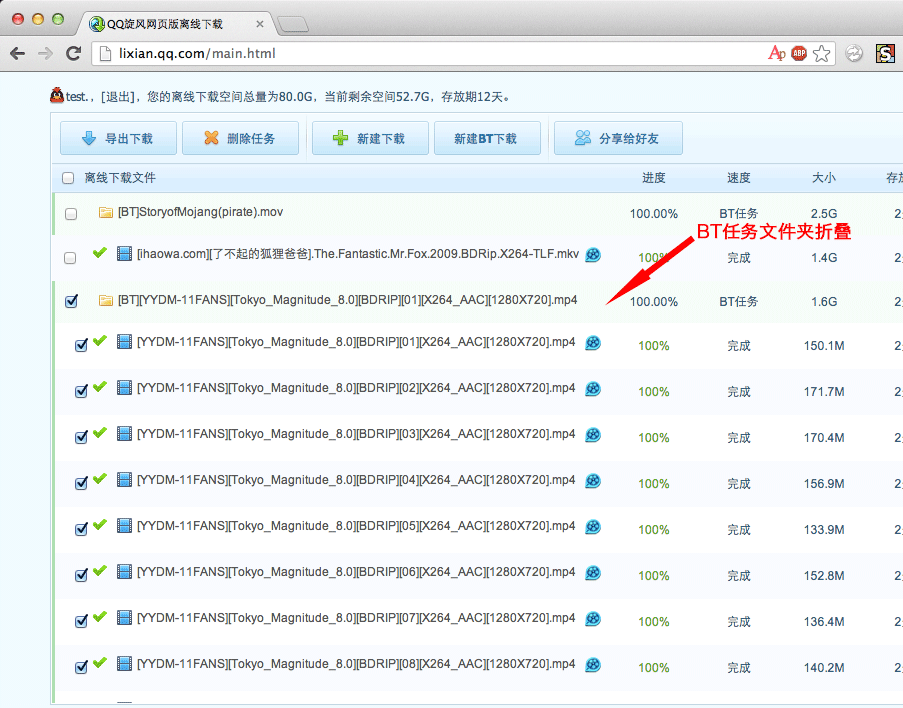 QQ旋风网页版离线下载
lixian.qq.com/main.html
test.，[退出]，您的离线下载空间总量为80.0G，当前剩余空间52.7G，存放期12天。
导出下载 删除任务 新建下载 新建BT下载 分享给好友
离线下载文件 进度 速度 大小 存放
[BT]StoryofMojang(pirate).mov 100.00% BT任务 2.5G 2
BT任务文件夹折叠
[ihaowa.com][了不起的狐狸爸爸].The.Fantastic.Mr.Fox.2009.BDRip.X264-TLF.mkv 100% 完成 1.4G 2
[BT][YYDM-11FANS][Tokyo_Magnitude_8.0][BDRIP][01][X264_AAC][1280X720].mp4 100.00% BT任务 1.6G 2
[YYDM-11FANS][Tokyo_Magnitude_8.0][BDRIP][01][X264_AAC][1280X720].mp4 100% 完成 150.1M 2
[YYDM-11FANS][Tokyo_Magnitude_8.0][BDRIP][02][X264_AAC][1280X720].mp4 100% 完成 171.7M 2
[YYDM-11FANS][Tokyo_Magnitude_8.0][BDRIP][03][X264_AAC][1280X720].mp4 100% 完成 170.4M 2
[YYDM-11FANS][Tokyo_Magnitude_8.0][BDRIP][04][X264_AAC][1280X720].mp4 100% 完成 156.9M 2
[YYDM-11FANS][Tokyo_Magnitude_8.0][BDRIP][05][X264_AAC][1280X720].mp4 100% 完成 133.9M 2
[YYDM-11FANS][Tokyo_Magnitude_8.0][BDRIP][06][X264_AAC][1280X720].mp4 100% 完成 152.8M 2
[YYDM-11FANS][Tokyo_Magnitude_8.0][BDRIP][07][X264_AAC][1280X720].mp4 100% 完成 136.4M 2
[YYDM-11FANS][Tokyo_Magnitude_8.0][BDRIP][08][X264_AAC][1280X720].mp4 100% 完成 140.2M 2